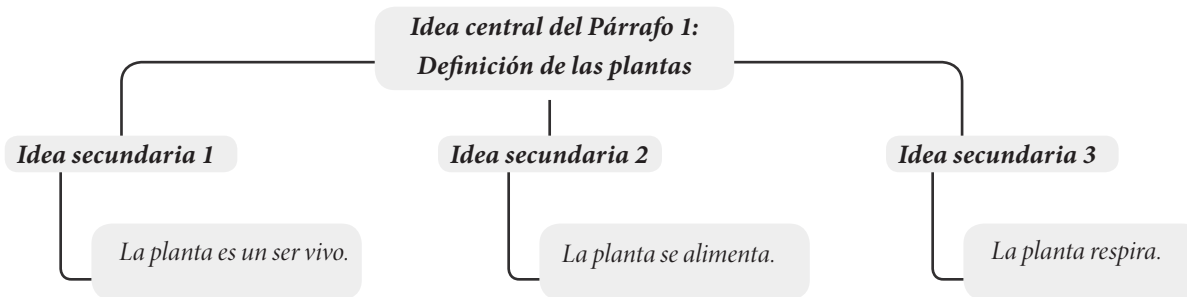 Idea central del Párrafo 1:
Definición de las plantas
Idea secundaria 1
Idea secundaria 2
Idea secundaria 3
La planta es un ser vivo.
La planta se alimenta.
La planta respira.